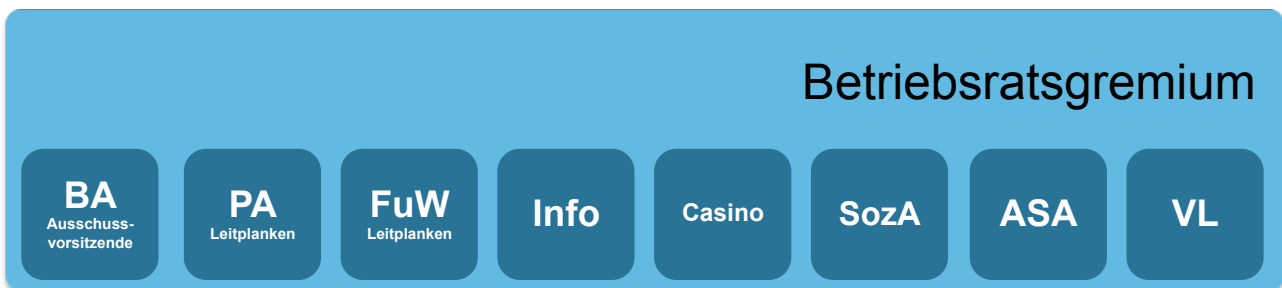 Betriebsratsgremium
BA
Ausschuss-
vorsitzende
PA
Leitplanken
FuW
Leitplanken
Info
Casino
SozA
ASA
VL